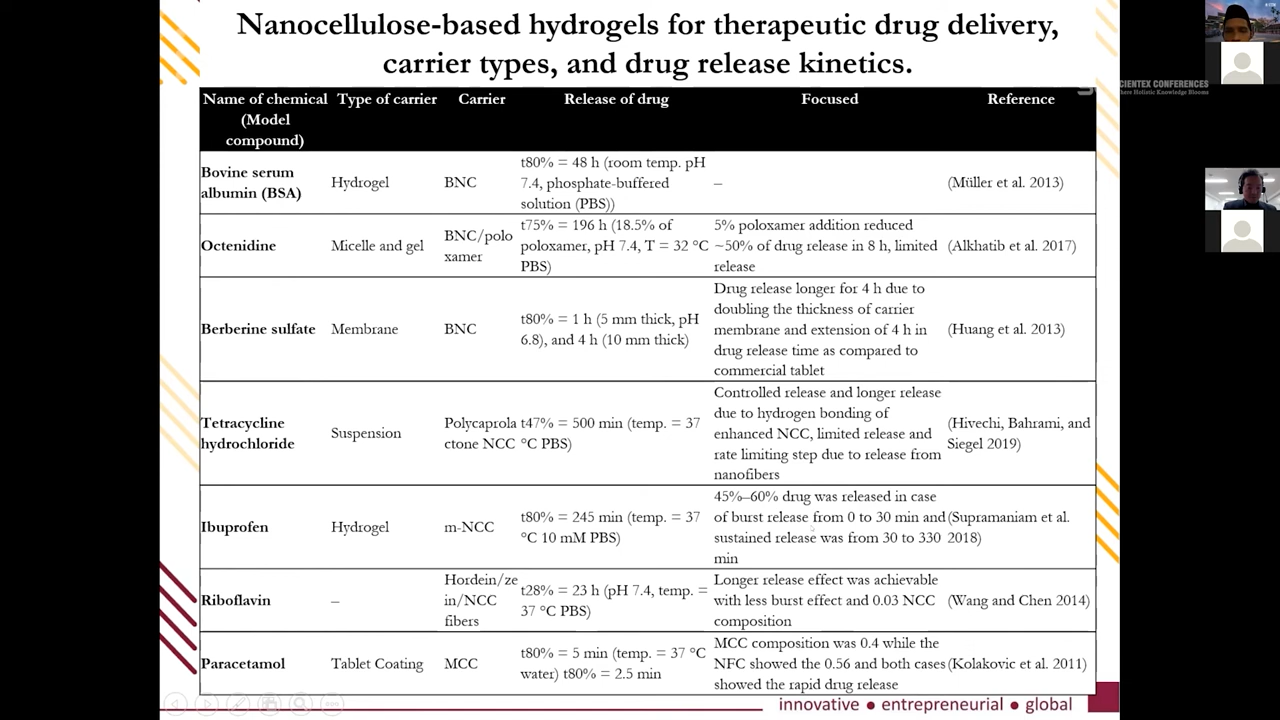 Nanocellulose-based hydrogels for therapeutic drug delivery,
carrier types, and drug release kinetics.
Name of chemical
(Model
compound)
Type of carrier
Carrier
Release of drug
Focused
Reference
Bovine serum
albumin (BSA)
Hydrogel
BNC
t80% = 48 h (room temp. pH
7.4, phosphate-buffered
solution (PBS))
–
(Müller et al. 2013)
Octenidine
Micelle and gel
BNC/polo
xamer
t75% = 196 h (18.5% of
poloxamer, pH 7.4, T = 32 °C
PBS)
5% poloxamer addition reduced
~50% of drug release in 8 h, limited
release
(Alkhatib et al. 2017)
Berberine sulfate
Membrane
BNC
t80% = 1 h (5 mm thick, pH
6.8), and 4 h (10 mm thick)
Drug release longer for 4 h due to
doubling the thickness of carrier
membrane and extension of 4 h in
drug release time as compared to
commercial tablet
(Huang et al. 2013)
Tetracycline
hydrochloride
Suspension
Polycaprola
ctone NCC
t47% = 500 min (temp. = 37
°C PBS)
Controlled release and longer release
due to hydrogen bonding of
enhanced NCC, limited release and
rate limiting step due to release from
nanofibers
(Hivechi, Bahrami, and
Siegel 2019)
Ibuprofen
Hydrogel
m-NCC
t80% = 245 min (temp. = 37
°C 10 mM PBS)
45%–60% drug was released in case
of burst release from 0 to 30 min and
sustained release was from 30 to 330
min
(Supramaniam et al.
2018)
Riboflavin
–
Hordein/ze
in/NCC
fibers
t28% = 23 h (pH 7.4, temp. =
37 °C PBS)
Longer release effect was achievable
with less burst effect and 0.03 NCC
composition
(Wang and Chen 2014)
Paracetamol
Tablet Coating
MCC
t80% = 5 min (temp. = 37 °C
water) t80% = 2.5 min
MCC composition was 0.4 while the
NFC showed the 0.56 and both cases
showed the rapid drug release
(Kolakovic et al. 2011)
innovative ● entrepreneurial ● global
SCIENTEX CONFERENCES
Where Holistic Knowledge Blooms